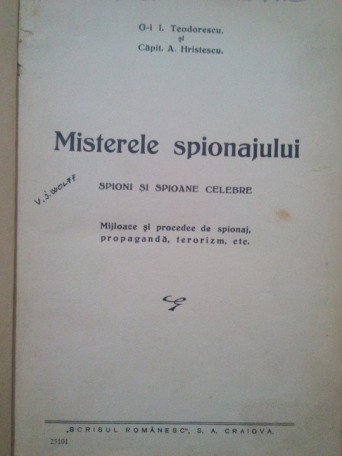 G-l I. Teodorescu.
și
Căpit. A. Hristescu.
Misterele spionajului
SPIONI SI SPIOANE CELEBRE
Mijloace și procedee de spionaj,
propagandă, terorizm, etc.
„SCRISUL ROMÂNESC”, S. A. CRAIOVA.
25101